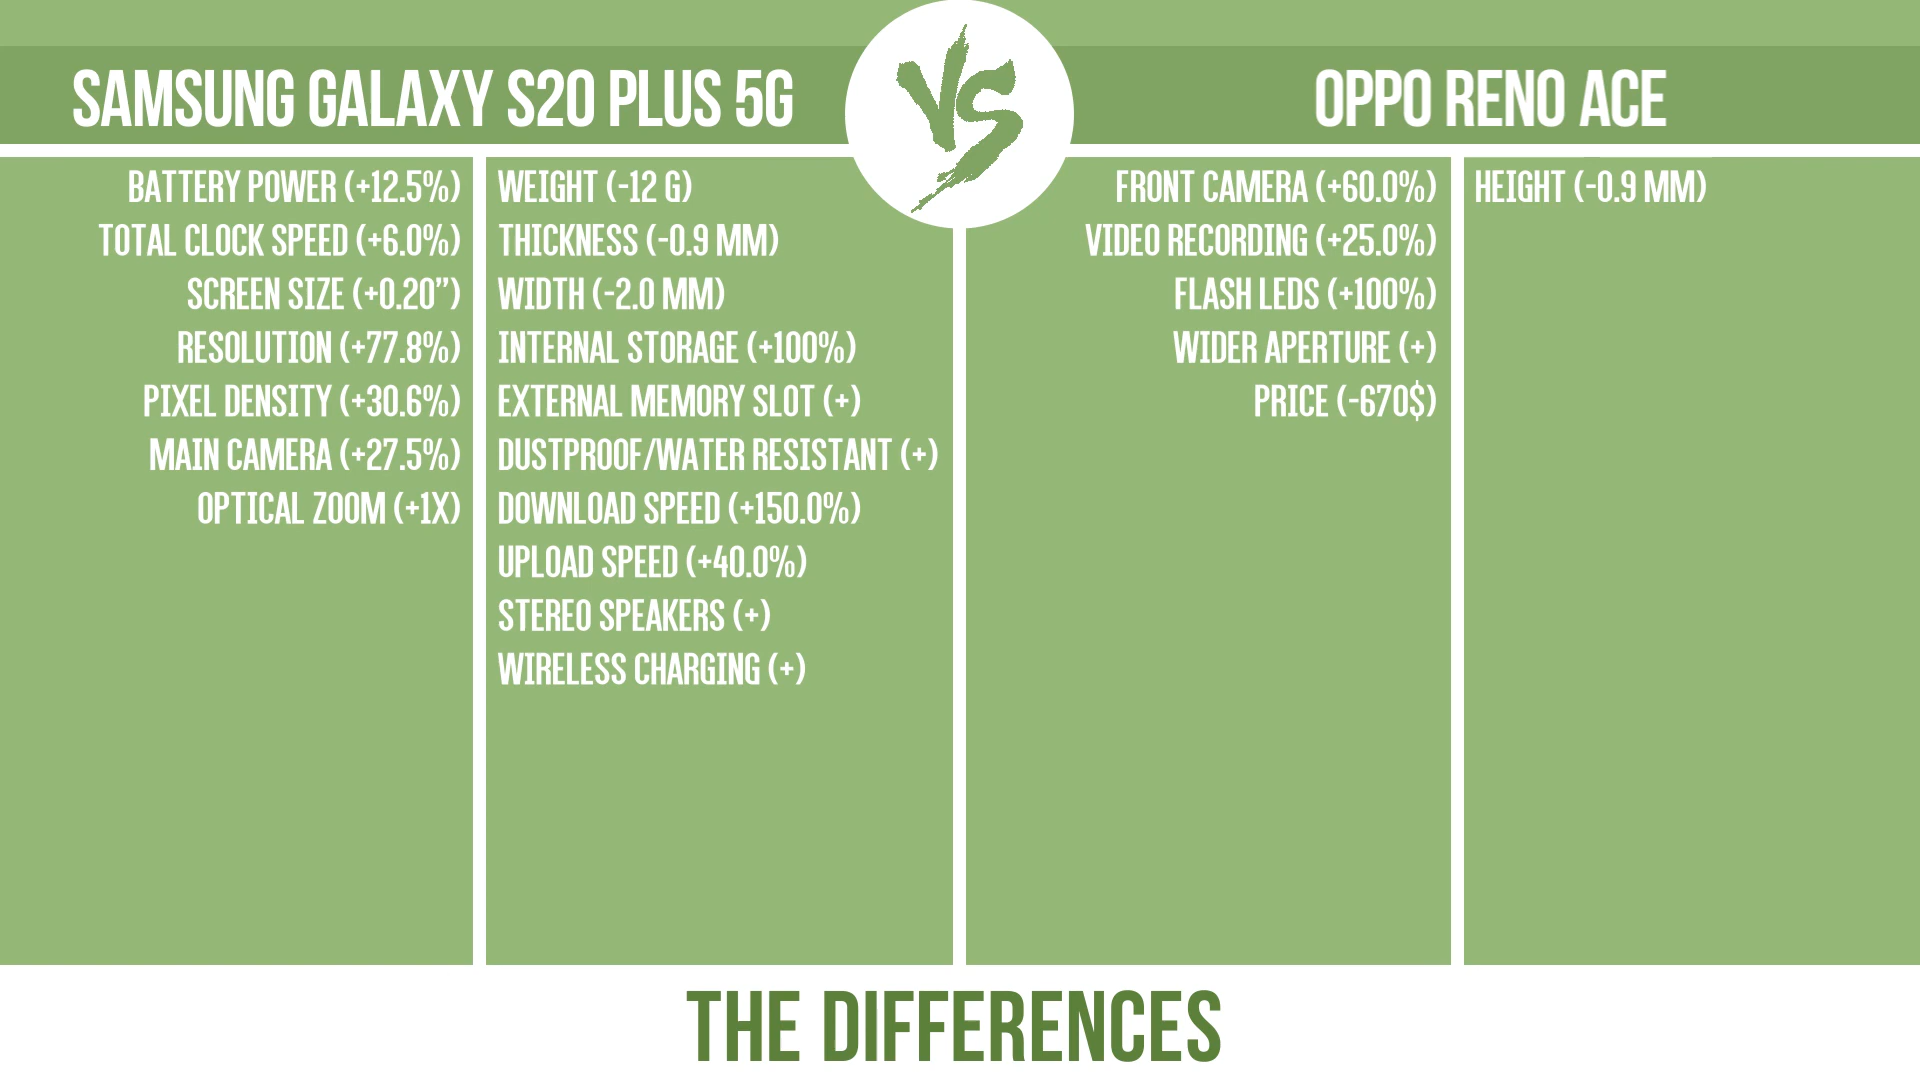 SAMSUNG GALAXY S20 PLUS 5G
VS
OPPO RENO ACE
BATTERY POWER (+12.5%)
TOTAL CLOCK SPEED (+6.0%)
SCREEN SIZE (+0.20”)
RESOLUTION (+77.8%)
PIXEL DENSITY (+30.6%)
MAIN CAMERA (+27.5%)
OPTICAL ZOOM (+1X)
WEIGHT (-12 G)
THICKNESS (-0.9 MM)
WIDTH (-2.0 MM)
INTERNAL STORAGE (+100%)
EXTERNAL MEMORY SLOT (+)
DUSTPROOF/WATER RESISTANT (+)
DOWNLOAD SPEED (+150.0%)
UPLOAD SPEED (+40.0%)
STEREO SPEAKERS (+)
WIRELESS CHARGING (+)
FRONT CAMERA (+60.0%)
VIDEO RECORDING (+25.0%)
FLASH LEDS (+100%)
WIDER APERTURE (+)
PRICE (-670$)
HEIGHT (-0.9 MM)
THE DIFFERENCES